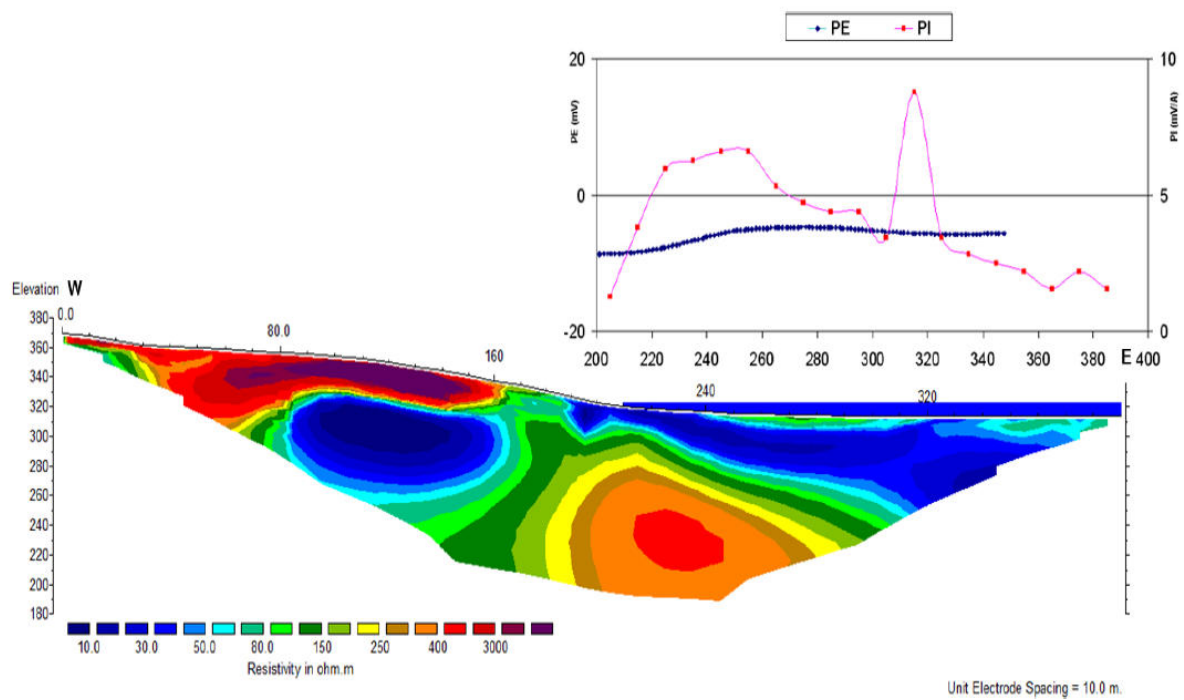 PE PI
20
0
-20
PE (mV)
10
5
0
PI (mV/A)
200 220 240 260 280 300 320 340 360 380 400
Elevation W
E
380
360
340
320
300
280
260
240
220
200
180
0.0
80.0
160
240
320
10.0 30.0 50.0 80.0 150 250 400 3000
Resistivity in ohm.m
Unit Electrode Spacing = 10.0 m.